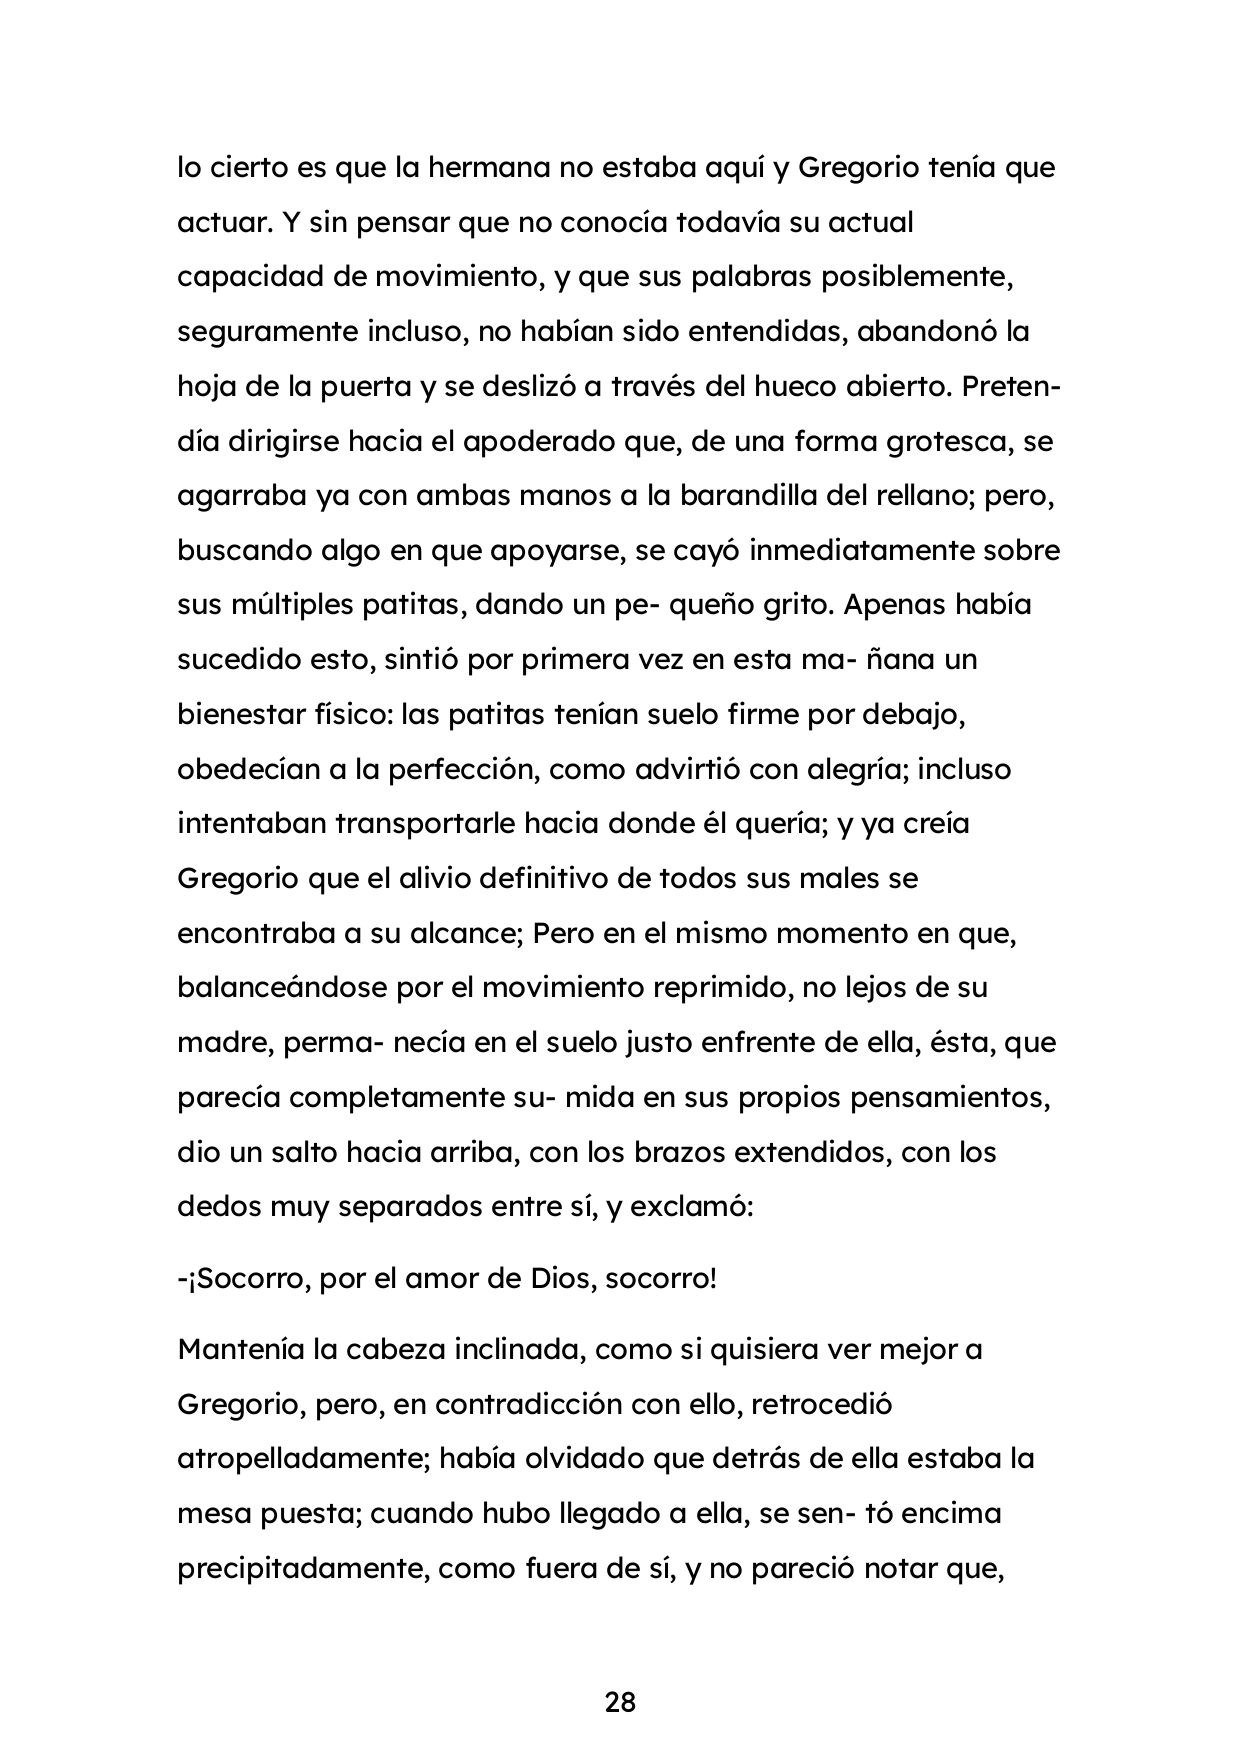 lo cierto es que la hermana no estaba aquí y Gregorio tenía que
actuar. Y sin pensar que no conocía todavía su actual
capacidad de movimiento, y que sus palabras posiblemente,
seguramente incluso, no habían sido entendidas, abandonó la
hoja de la puerta y se deslizó a través del hueco abierto. Preten-
día dirigirse hacia el apoderado que, de una forma grotesca, se
agarraba ya con ambas manos a la barandilla del rellano; pero,
buscando algo en que apoyarse, se cayó inmediatamente sobre
sus múltiples patitas, dando un pe- queño grito. Apenas había
sucedido esto, sintió por primera vez en esta ma- ñana un
bienestar físico: las patitas tenían suelo firme por debajo,
obedecían a la perfección, como advirtió con alegría; incluso
intentaban transportarle hacia donde él quería; y ya creía
Gregorio que el alivio definitivo de todos sus males se
encontraba a su alcance; Pero en el mismo momento en que,
balanceándose por el movimiento reprimido, no lejos de su
madre, perma- necía en el suelo justo enfrente de ella, ésta, que
parecía completamente su- mida en sus propios pensamientos,
dio un salto hacia arriba, con los brazos extendidos, con los
dedos muy separados entre sí, y exclamó:
-¡Socorro, por el amor de Dios, socorro!
Mantenía la cabeza inclinada, como si quisiera ver mejor a
Gregorio, pero, en contradicción con ello, retrocedió
atropelladamente; había olvidado que detrás de ella estaba la
mesa puesta; cuando hubo llegado a ella, se sen- tó encima
precipitadamente, como fuera de sí, y no pareció notar que,
28